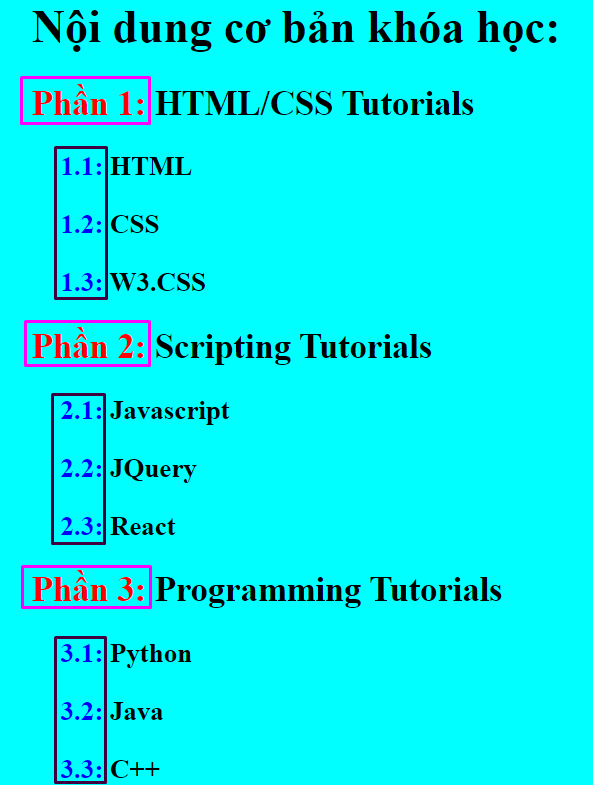 Nội dung cơ bản khóa học:
Phần 1: HTML/CSS Tutorials
1.1: HTML
1.2: CSS
1.3: W3.CSS
Phần 2: Scripting Tutorials
2.1: Javascript
2.2: JQuery
2.3: React
Phần 3: Programming Tutorials
3.1: Python
3.2: Java
3.3: C++